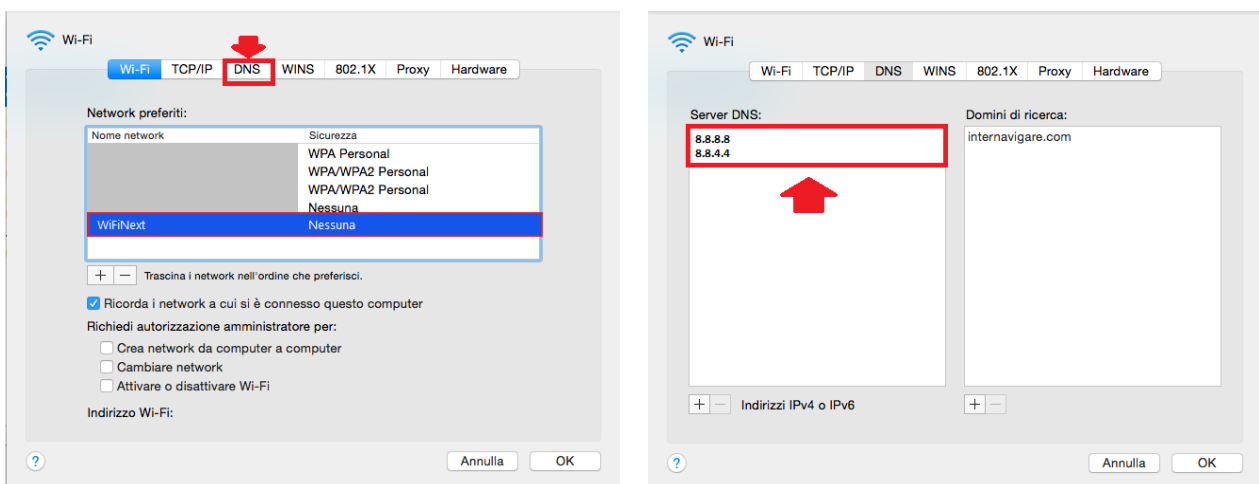 Wi-Fi
Wi-Fi TCP/IP DNS WINS 802.1X Proxy Hardware
Network preferiti:
Nome network Sicurezza
WPA Personal
WPA/WPA2 Personal
WPA/WPA2 Personal
Nessuna
WiFiNext Nessuna
+ − Trascina i network nell'ordine che preferisci.
Ricorda i network a cui si è connesso questo computer
Richiedi autorizzazione amministratore per:
Crea network da computer a computer
Cambiare network
Attivare o disattivare Wi-Fi
Indirizzo Wi-Fi:
? Annulla OK
Wi-Fi
Wi-Fi TCP/IP DNS WINS 802.1X Proxy Hardware
Server DNS:
8.8.8.8
8.8.4.4
+ − Indirizzi IPv4 o IPv6
Domini di ricerca:
internavigare.com
+ −
? Annulla OK